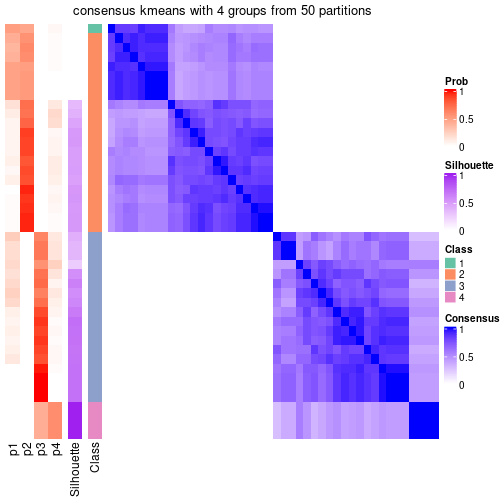 consensus kmeans with 4 groups from 50 partitions
Prob
1
0.5
0
Silhouette
1
0.5
0
Class
1
2
3
4
Consensus
1
0.5
0
p1
p2
p3
p4
Silhouette
Class